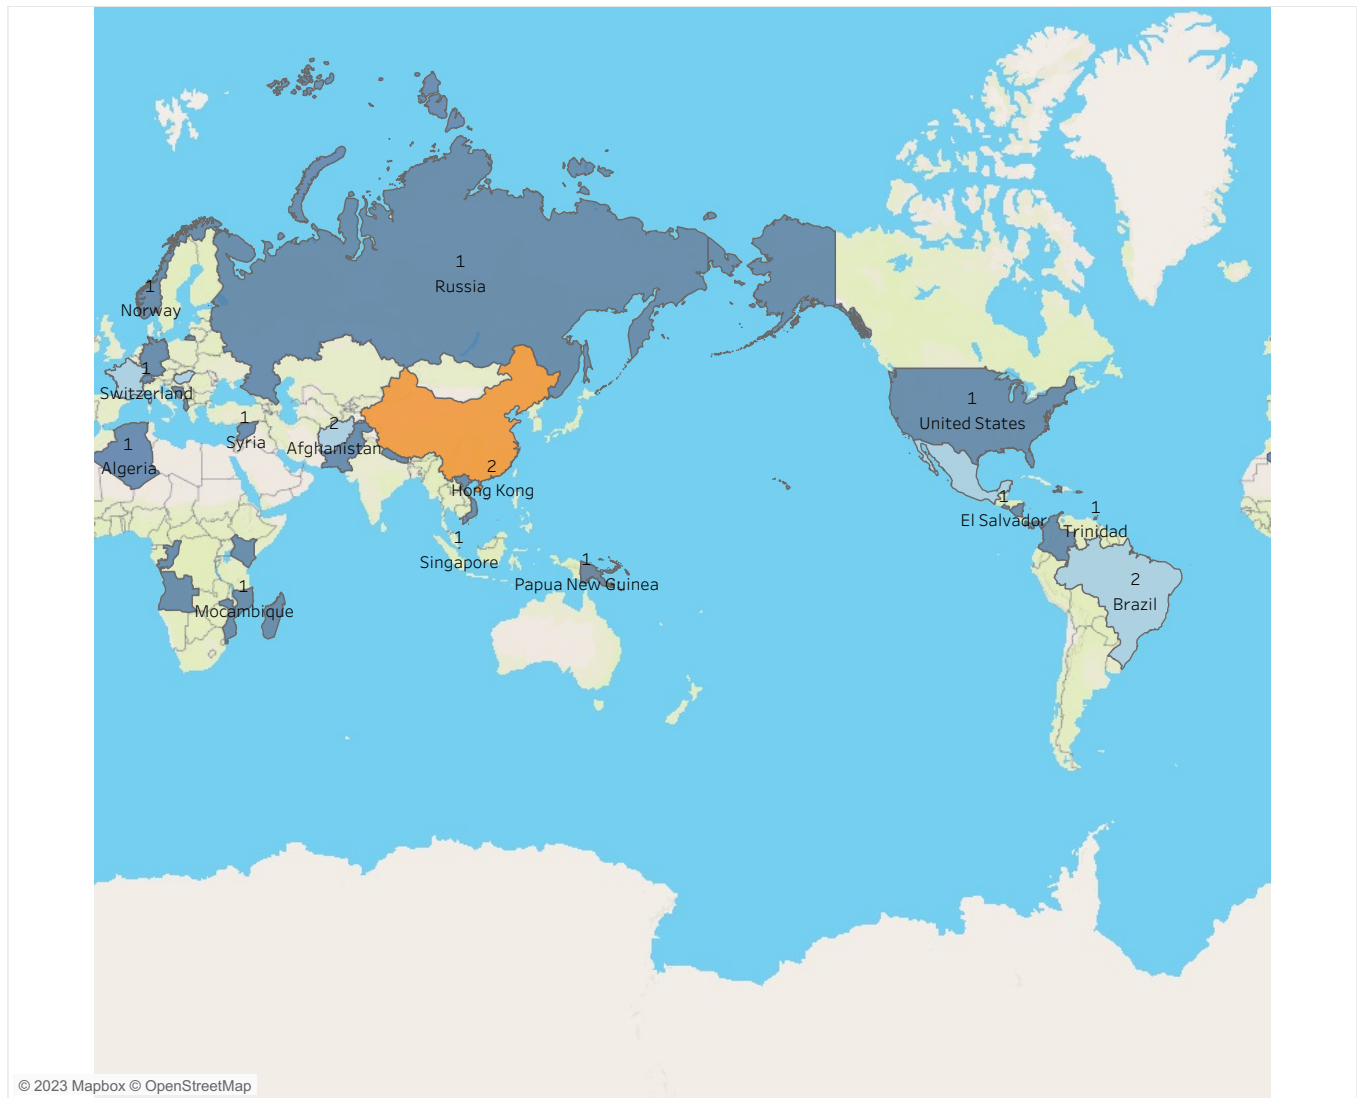 1
Russia
1
Norway
1
Switzerland
1
United States
1
Syria
2
Afghanistan
1
Algeria
2
Hong Kong
1
El Salvador
1
Trinidad
1
Singapore
1
Papua New Guinea
2
Brazil
1
Mocambique
© 2023 Mapbox © OpenStreetMap